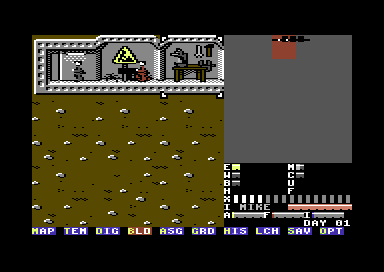 E M
W C
B U
H F
X
I MIKE
A F I
DAY 01
MAP TEM DIG BLD ASG GRD HIS LCH SAV OPT